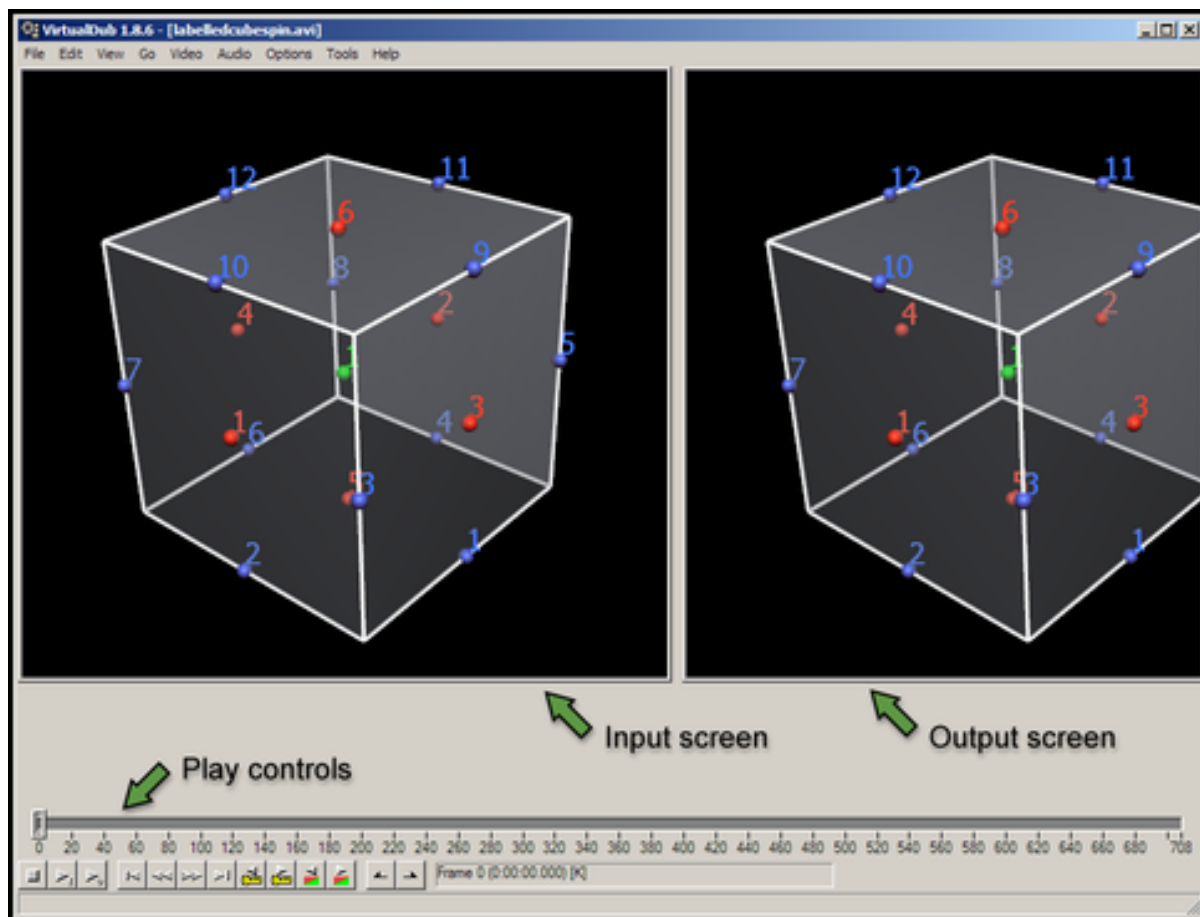 VirtualDub 1.8.6 - [labelledcubespin.avi]
File Edit View Go Video Audio Options Tools Help
12 11 12 11
6 6
9 9
10 8 10 8
4 2 4 2
5
7 1 7 1
3 3
1 6 4 1 6 4
5 3 5 3
2 1 2 1
Input screen Output screen
Play controls
0 20 40 60 80 100 120 140 160 180 200 220 240 260 280 300 320 340 360 380 400 420 440 460 480 500 520 540 560 580 600 620 640 660 680 708
Frame 0 (0:00:00.000) [K]